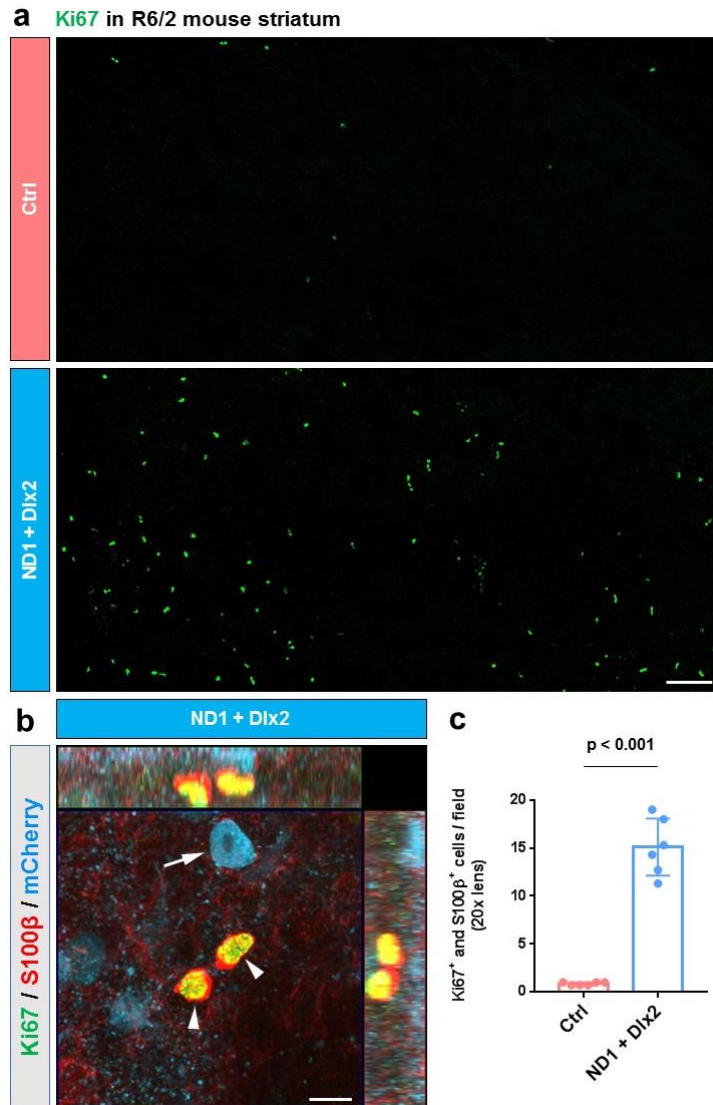 a Ki67 in R6/2 mouse striatum
Ctrl
ND1 + Dlx2
b
ND1 + Dlx2
Ki67 / S100β / mCherry
c
p < 0.001
Ki67⁺ and S100β⁺ cells / field
(20x lens)
20
15
10
5
0
Ctrl
ND1 + Dlx2